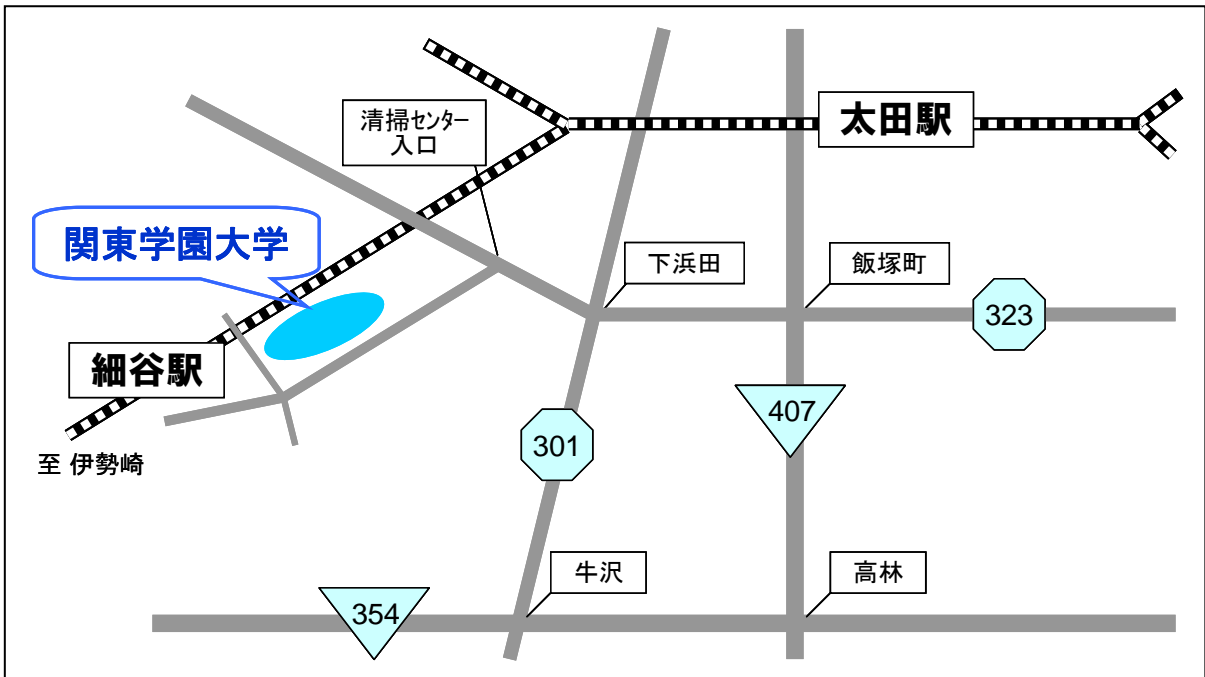 太田駅
清掃センター
入口
関東学園大学
下浜田
飯塚町
323
細谷駅
407
301
至 伊勢崎
牛沢
高林
354